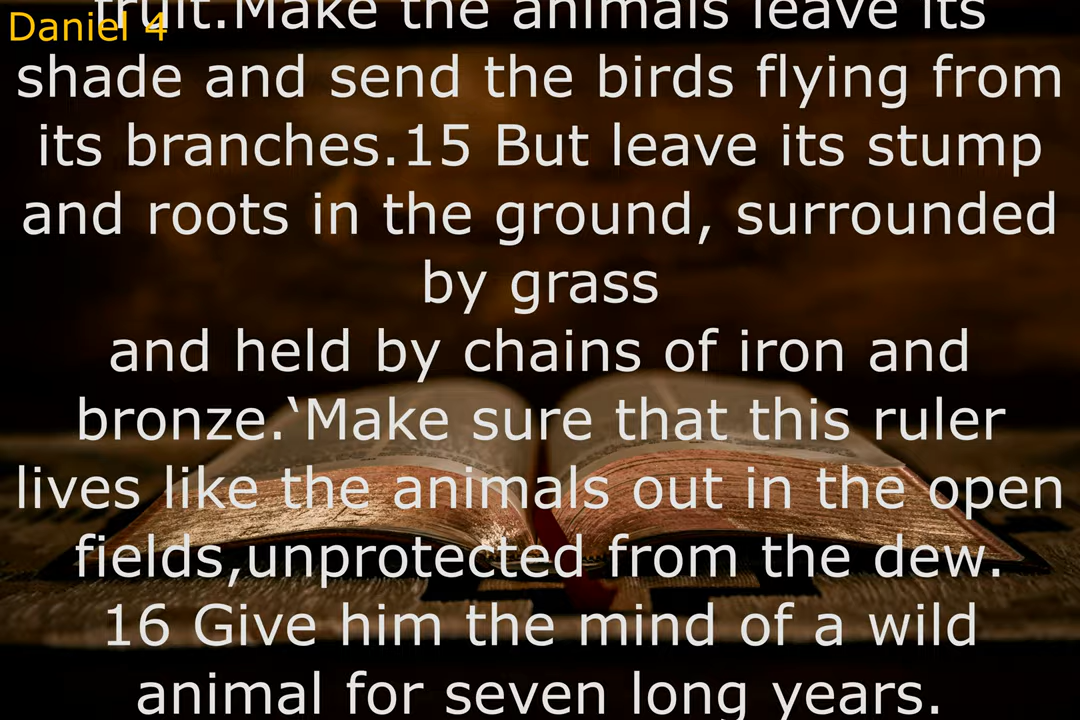 Daniel 4
fruit.Make the animals leave its
shade and send the birds flying from
its branches.15 But leave its stump
and roots in the ground, surrounded
by grass
and held by chains of iron and
bronze.‘Make sure that this ruler
lives like the animals out in the open
fields,unprotected from the dew.
16 Give him the mind of a wild
animal for seven long years.